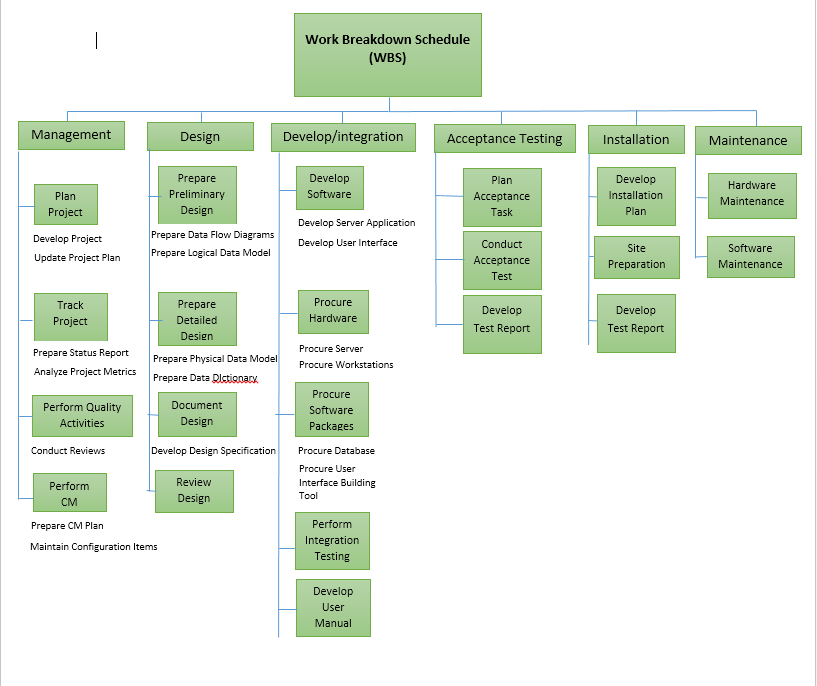 Work Breakdown Schedule
(WBS)
Management
Plan
Project
Develop Project
Update Project Plan
Track
Project
Prepare Status Report
Analyze Project Metrics
Perform Quality
Activities
Conduct Reviews
Perform
CM
Prepare CM Plan
Maintain Configuration Items
Design
Prepare
Preliminary
Design
Prepare Data Flow Diagrams
Prepare Logical Data Model
Prepare
Detailed
Design
Prepare Physical Data Model
Prepare Data DIctionary
Document
Design
Develop Design Specification
Review
Design
Develop/integration
Develop
Software
Develop Server Application
Develop User Interface
Procure
Hardware
Procure Server
Procure Workstations
Procure
Software
Packages
Procure Database
Procure User
Interface Building
Tool
Perform
Integration
Testing
Develop
User
Manual
Acceptance Testing
Plan
Acceptance
Task
Conduct
Acceptance
Test
Develop
Test Report
Installation
Develop
Installation
Plan
Site
Preparation
Develop
Test Report
Maintenance
Hardware
Maintenance
Software
Maintenance